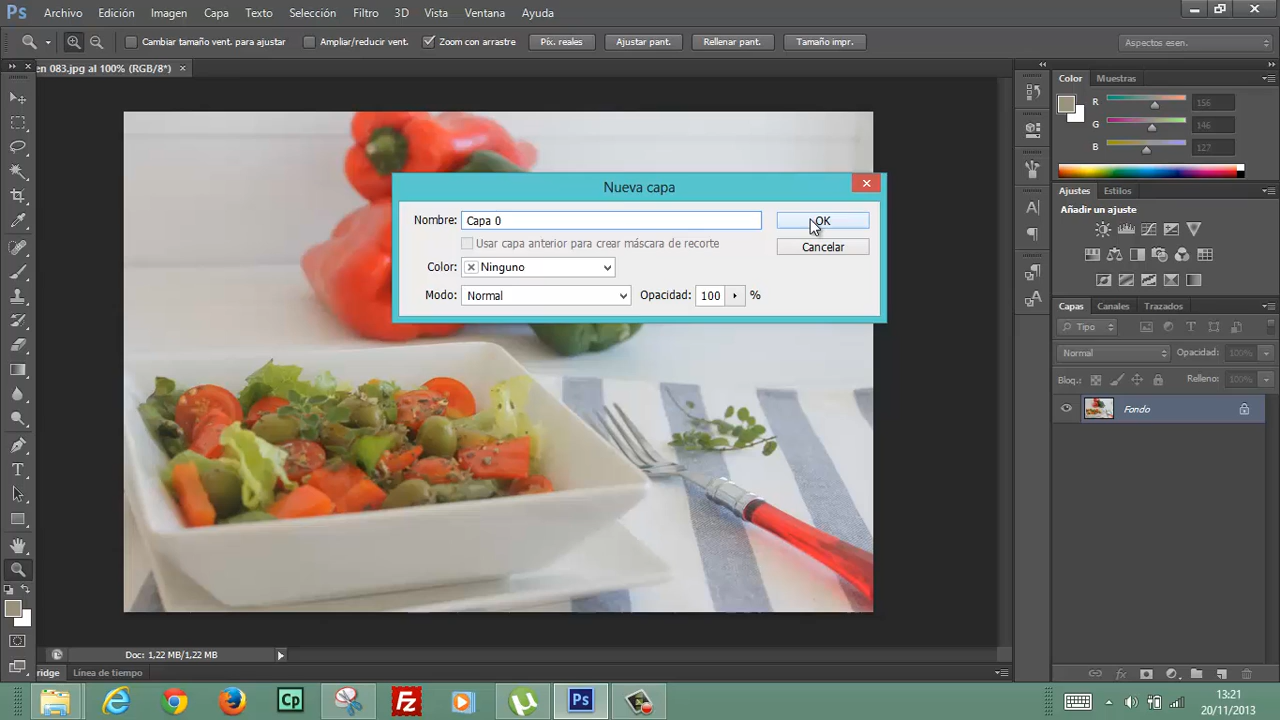 Ps Archivo Edición Imagen Capa Texto Selección Filtro 3D Vista Ventana Ayuda
Cambiar tamaño vent. para ajustar Ampliar/reducir vent. Zoom con arrastre Píx. reales Ajustar pant. Rellenar pant. Tamaño impr. Aspectos esen.
en 083.jpg al 100% (RGB/8*) ×
Color Muestras
R 156
G 146
B 127
Ajustes Estilos
Añadir un ajuste
Nueva capa
Nombre: Capa 0 OK
Usar capa anterior para crear máscara de recorte Cancelar
Color: Ninguno
Modo: Normal Opacidad: 100 %
Capas Canales Trazados
Tipo
Normal Opacidad: 100%
Bloq.: Relleno: 100%
Fondo
Doc: 1,22 MB/1,22 MB
ridge Línea de tiempo
Cp Fz Ps
13:21
20/11/2013